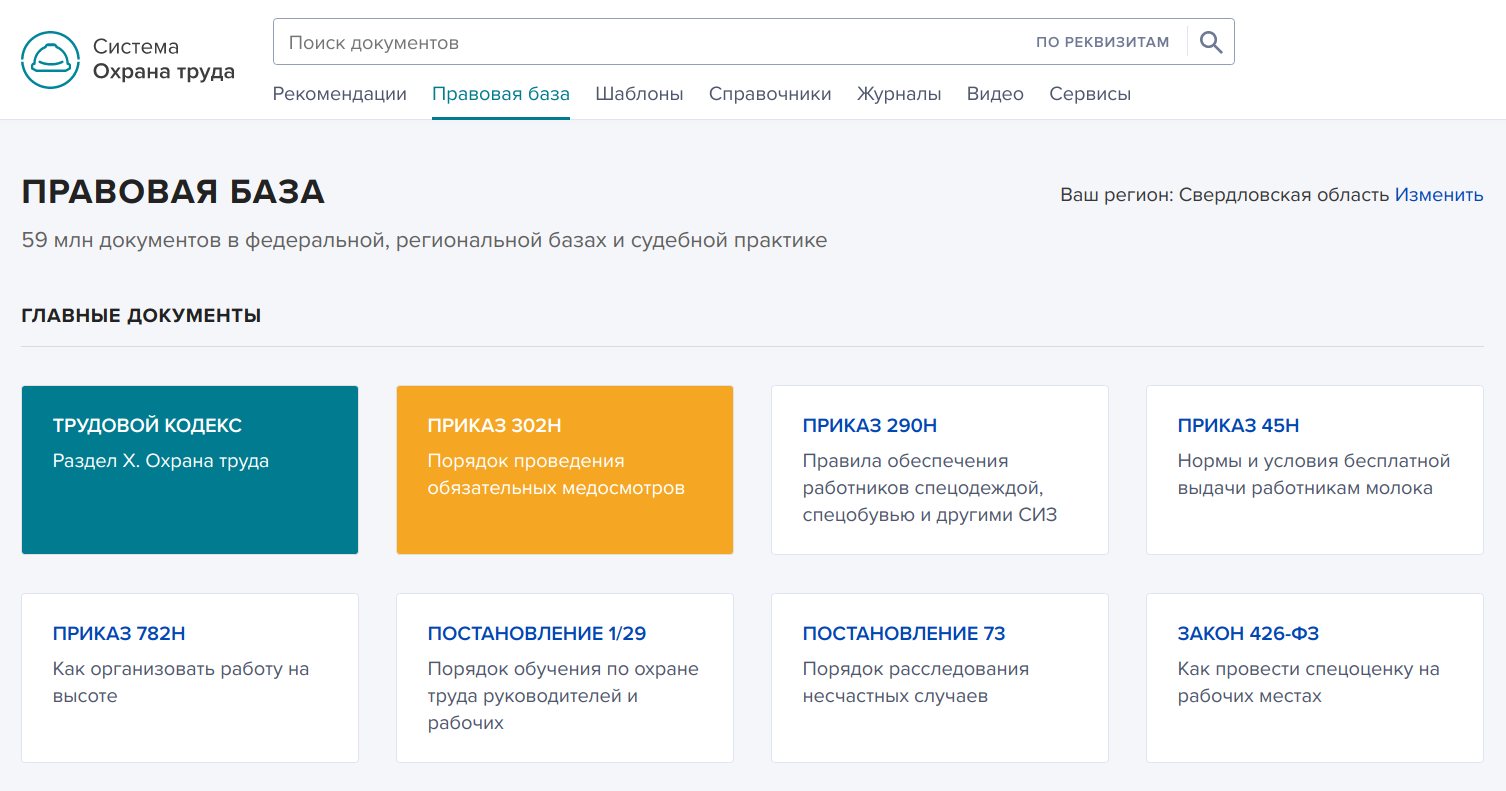 Система
Охрана труда
Поиск документов
ПО РЕКВИЗИТАМ
Рекомендации Правовая база Шаблоны Справочники Журналы Видео Сервисы
ПРАВОВАЯ БАЗА
Ваш регион: Свердловская область Изменить
59 млн документов в федеральной, региональной базах и судебной практике
ГЛАВНЫЕ ДОКУМЕНТЫ
ТРУДОВОЙ КОДЕКС
Раздел X. Охрана труда
ПРИКАЗ 302Н
Порядок проведения
обязательных медосмотров
ПРИКАЗ 290Н
Правила обеспечения
работников спецодеждой,
спецобувью и другими СИЗ
ПРИКАЗ 45Н
Нормы и условия бесплатной
выдачи работникам молока
ПРИКАЗ 782Н
Как организовать работу на
высоте
ПОСТАНОВЛЕНИЕ 1/29
Порядок обучения по охране
труда руководителей и
рабочих
ПОСТАНОВЛЕНИЕ 73
Порядок расследования
несчастных случаев
ЗАКОН 426-ФЗ
Как провести спецоценку на
рабочих местах